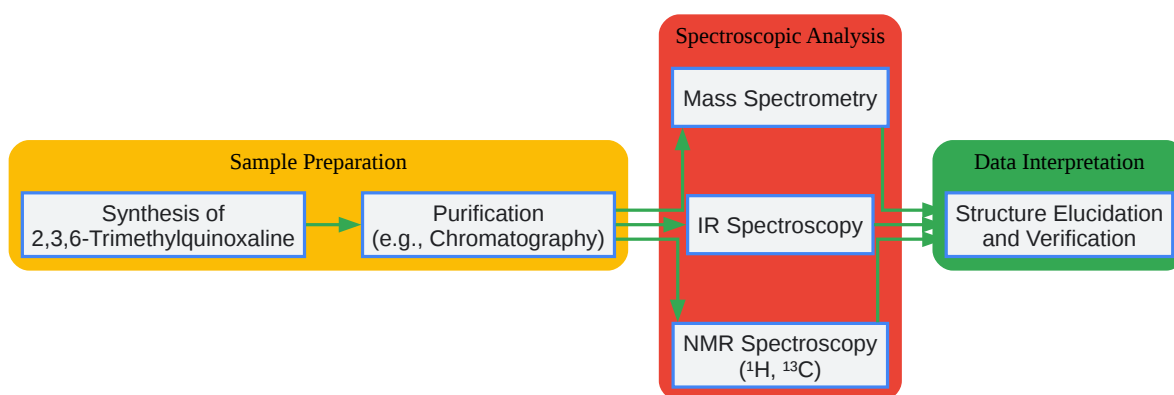 Sample Preparation
Synthesis of
2,3,6-Trimethylquinoxaline
Purification
(e.g., Chromatography)
Spectroscopic Analysis
Mass Spectrometry
IR Spectroscopy
NMR Spectroscopy
(¹H, ¹³C)
Data Interpretation
Structure Elucidation
and Verification